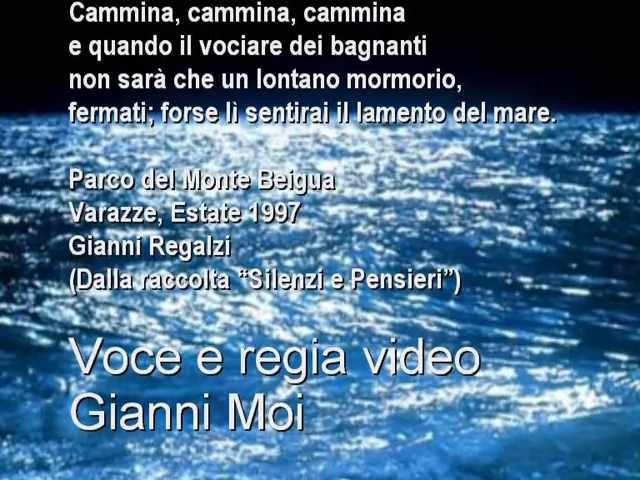 Cammina, cammina, cammina
e quando il vociare dei bagnanti
non sarà che un lontano mormorio,
fermati; forse lì sentirai il lamento del mare.
Parco del Monte Beigua
Varazze, Estate 1997
Gianni Regalzi
(Dalla raccolta “Silenzi e Pensieri”)
Voce e regia video
Gianni Moi